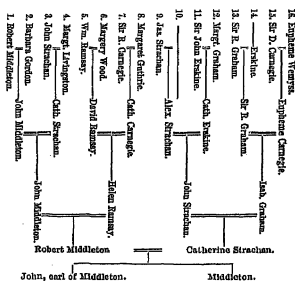 1. Robert Middleton.
2. Barbara Gordon.
3. John Strachan.
4. Margt. Livingston.
5. Wm. Ramsay.
6. Margery Wood.
7. Sir R. Carnegie.
8. Margaret Guthrie.
9. Jas. Strachan.
10.
11. Sir John Erskine.
12. Margt. Graham.
13. Sir R. Graham.
14. — Erskine.
15. Sir D. Carnegie.
16. Euphene Wemyss.
John Middleton.
Cath. Strachan.
David Ramsay.
Cath. Carnegie.
Alex. Strachan.
Cath. Erskine.
Sir R. Graham.
Euphene Carnegie.
John Middleton.
Helen Ramsay.
John Strachan.
Isab. Graham.
Robert Middleton
Catherine Strachan.
John, earl of Middleton.
Middleton.